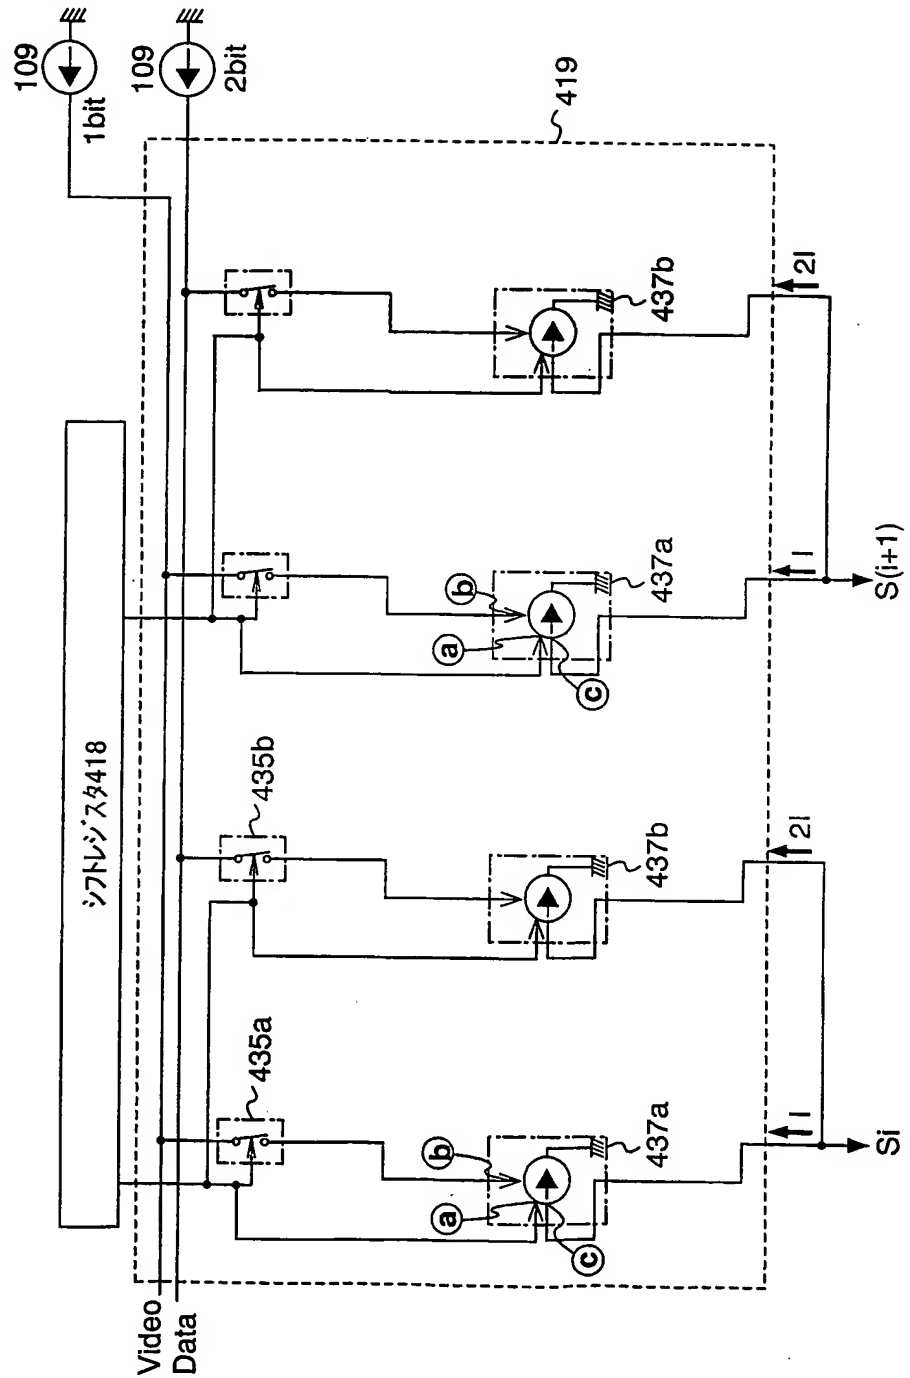 109
1bit
109
2bit
419
シフトレジスタ418
Video
Data
435a
435b
a
b
c
437a
437b
a
b
c
437a
437b
I
2I
I
2I
Si
S(i+1)